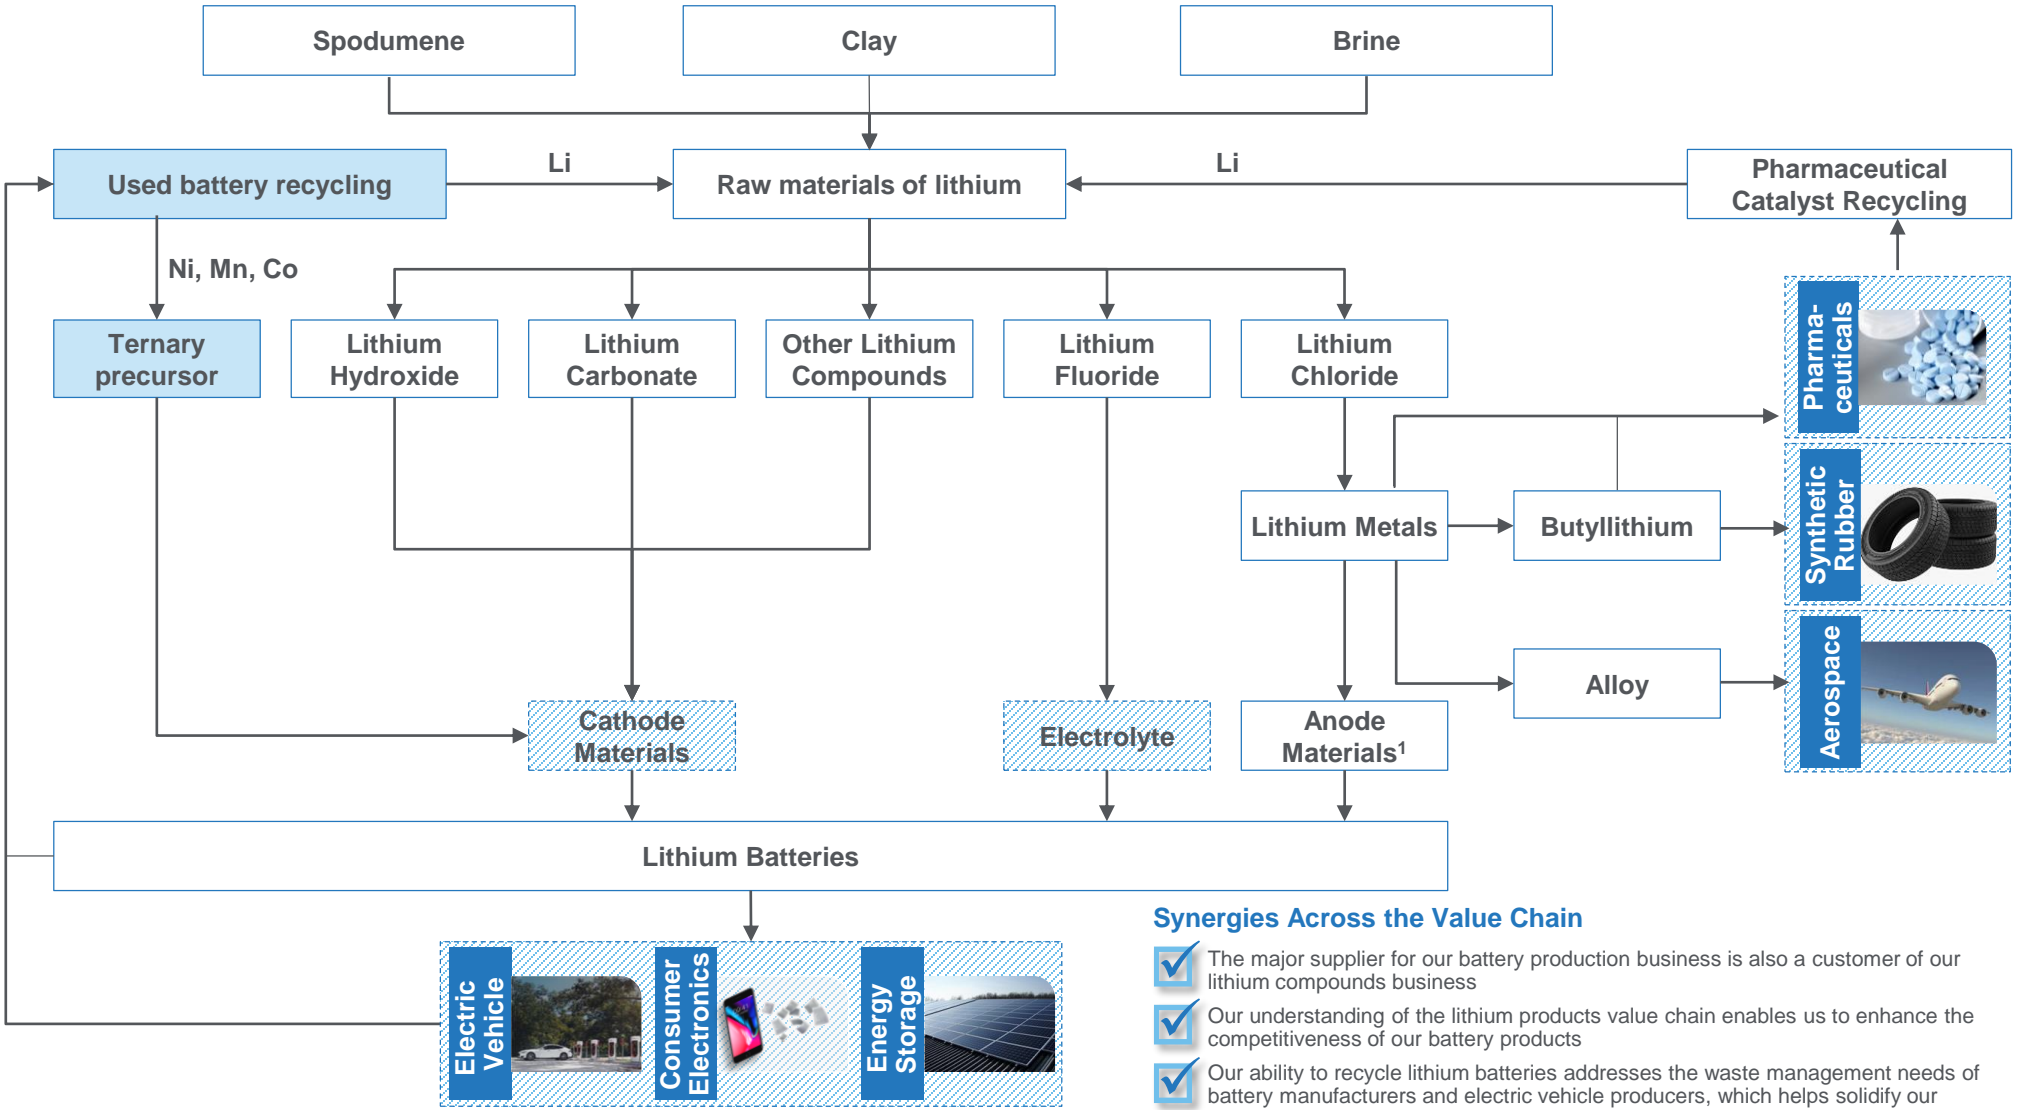 Spodumene
Clay
Brine
Used battery recycling
Li
Raw materials of lithium
Li
Pharmaceutical
Catalyst Recycling
Ni, Mn, Co
Ternary
precursor
Lithium
Hydroxide
Lithium
Carbonate
Other Lithium
Compounds
Lithium
Fluoride
Lithium
Chloride
Pharma-
ceuticals
Lithium Metals
Butyllithium
Synthetic
Rubber
Alloy
Aerospace
Cathode
Materials
Electrolyte
Anode
Materials¹
Lithium Batteries
Electric
Vehicle
Consumer
Electronics
Energy
Storage
Synergies Across the Value Chain
The major supplier for our battery production business is also a customer of our
lithium compounds business
Our understanding of the lithium products value chain enables us to enhance the
competitiveness of our battery products
Our ability to recycle lithium batteries addresses the waste management needs of
battery manufacturers and electric vehicle producers, which helps solidify our